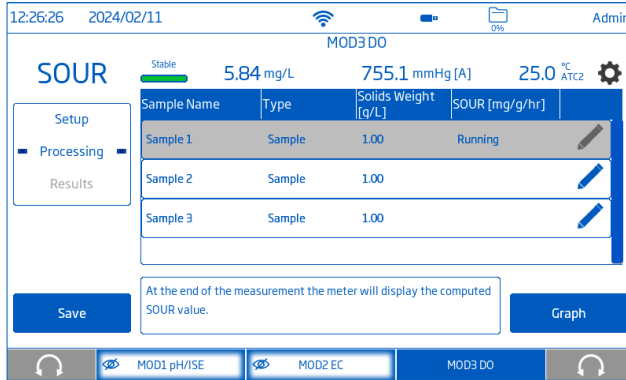 12:26:26 2024/02/11 0% Admin
MOD3 DO
SOUR Stable 5.84 mg/L 755.1 mmHg [A] 25.0 °C ATC2
Setup
Processing
Results
Sample Name Type Solids Weight [g/L] SOUR [mg/g/hr]
Sample 1 Sample 1.00 Running
Sample 2 Sample 1.00
Sample 3 Sample 1.00
At the end of the measurement the meter will display the computed
SOUR value.
Save
Graph
MOD1 pH/ISE MOD2 EC MOD3 DO